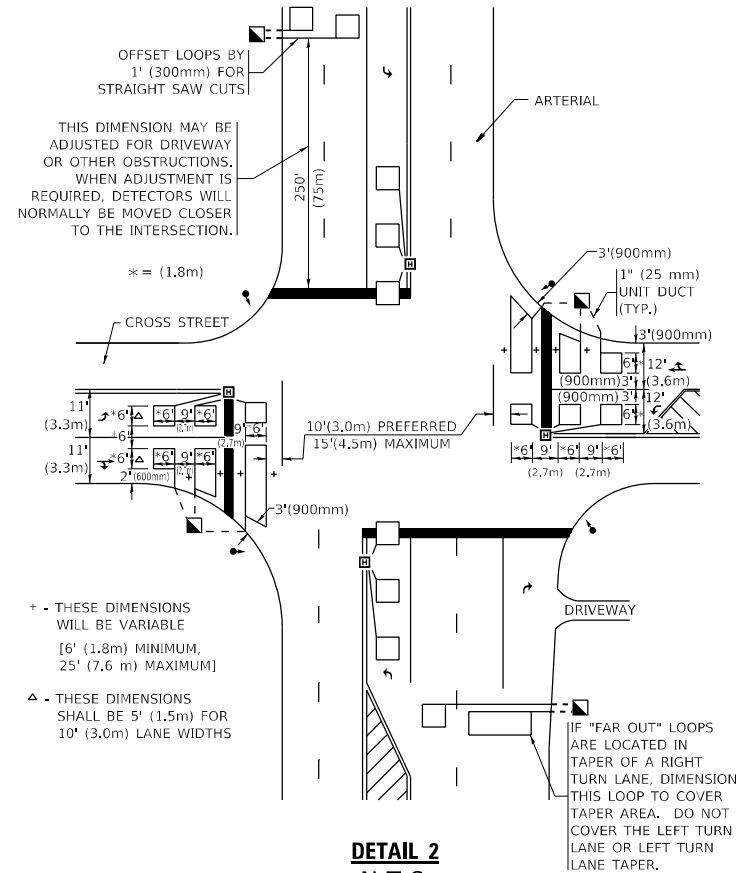 OFFSET LOOPS BY
1' (300mm) FOR
STRAIGHT SAW CUTS
THIS DIMENSION MAY BE
ADJUSTED FOR DRIVEWAY
OR OTHER OBSTRUCTIONS.
WHEN ADJUSTMENT IS
REQUIRED, DETECTORS WILL
NORMALLY BE MOVED CLOSER
TO THE INTERSECTION.
250'
(75m)
ARTERIAL
* = (1.8m)
H
3'(900mm)
1" (25 mm)
UNIT DUCT
(TYP.)
CROSS STREET
3'(900mm)
+ + +
6' * 12'
(900mm) 3' (3.6m)
(900mm) 3' 12'
6' * (3.6m)
H
*6' 9' *6' 9' *6'
(2.7m) (2.7m)
10'(3.0m) PREFERRED
15'(4.5m) MAXIMUM
H
11'
(3.3m)
*6' △
*6' 9' *6'
(2.7m)
9' *6'
(2.7m)
*6'
11'
(3.3m)
*6' △
*6' 9' *6'
(2.7m)
2' (600mm)
+ + + +
3'(900mm)
H
DRIVEWAY
+ - THESE DIMENSIONS
WILL BE VARIABLE
[6' (1.8m) MINIMUM,
25' (7.6 m) MAXIMUM]
△ - THESE DIMENSIONS
SHALL BE 5' (1.5m) FOR
10' (3.0m) LANE WIDTHS
IF "FAR OUT" LOOPS
ARE LOCATED IN
TAPER OF A RIGHT
TURN LANE, DIMENSION
THIS LOOP TO COVER
TAPER AREA. DO NOT
COVER THE LEFT TURN
LANE OR LEFT TURN
LANE TAPER.
DETAIL 2